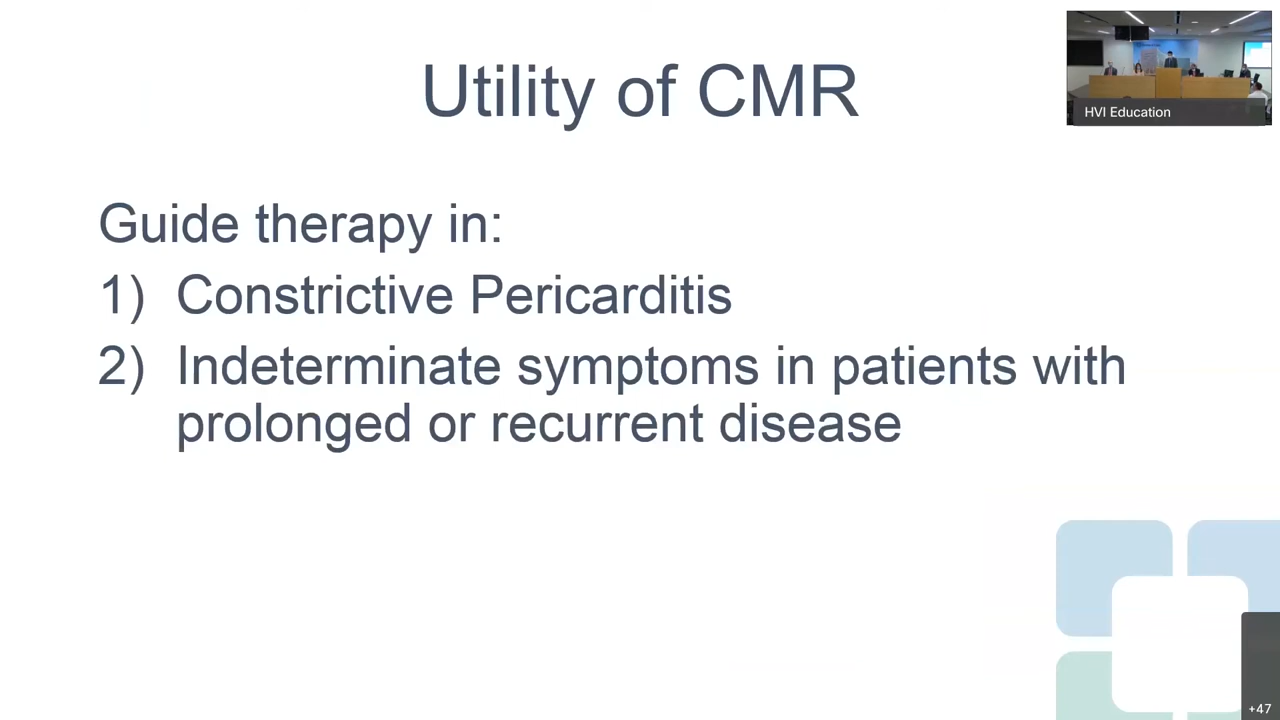 Utility of CMR
HVI Education
Guide therapy in:
1) Constrictive Pericarditis
2) Indeterminate symptoms in patients with
prolonged or recurrent disease
+47